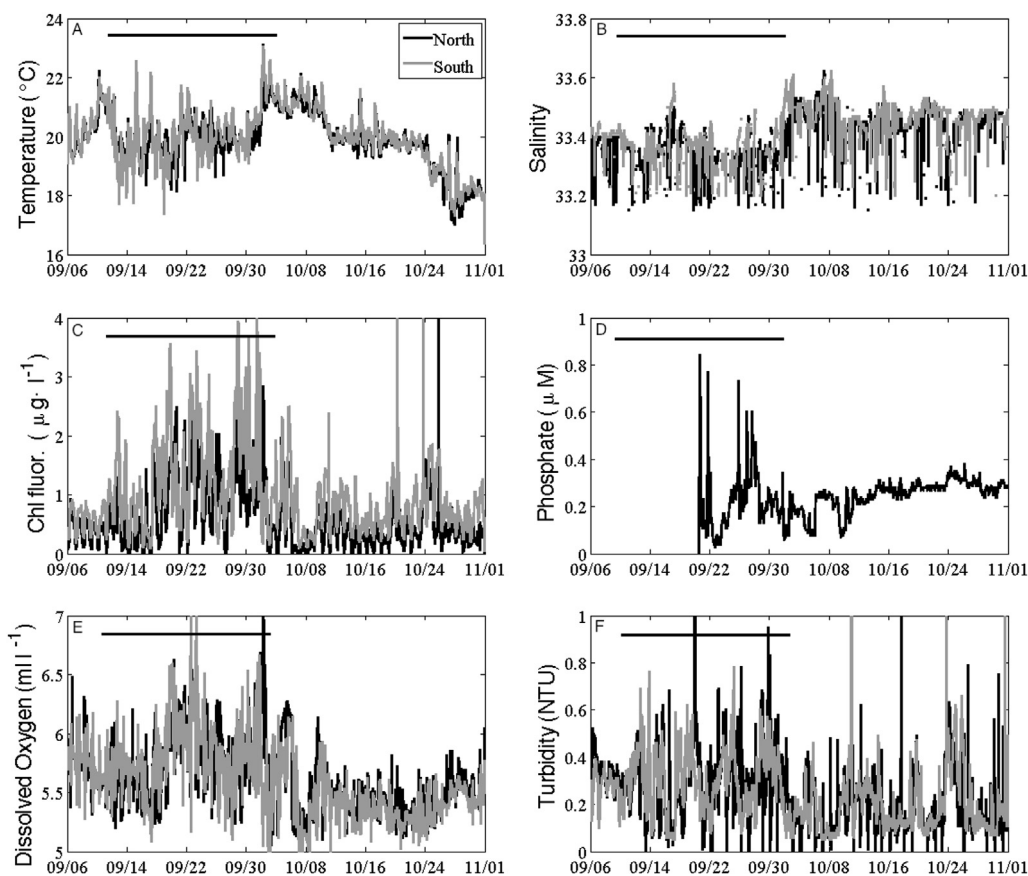 A
North
South
Temperature (°C)
24
22
20
18
16
09/06 09/14 09/22 09/30 10/08 10/16 10/24 11/01
B
Salinity
33.8
33.6
33.4
33.2
33
09/06 09/14 09/22 09/30 10/08 10/16 10/24 11/01
C
Chl fluor. (μg· l⁻¹)
4
3
2
1
0
09/06 09/14 09/22 09/30 10/08 10/16 10/24 11/01
D
Phosphate (μM)
1
0.8
0.6
0.4
0.2
0
09/06 09/14 09/22 09/30 10/08 10/16 10/24 11/01
E
Dissolved Oxygen (ml l⁻¹)
7
6.5
6
5.5
5
09/06 09/14 09/22 09/30 10/08 10/16 10/24 11/01
F
Turbidity (NTU)
1
0.8
0.6
0.4
0.2
0
09/06 09/14 09/22 09/30 10/08 10/16 10/24 11/01